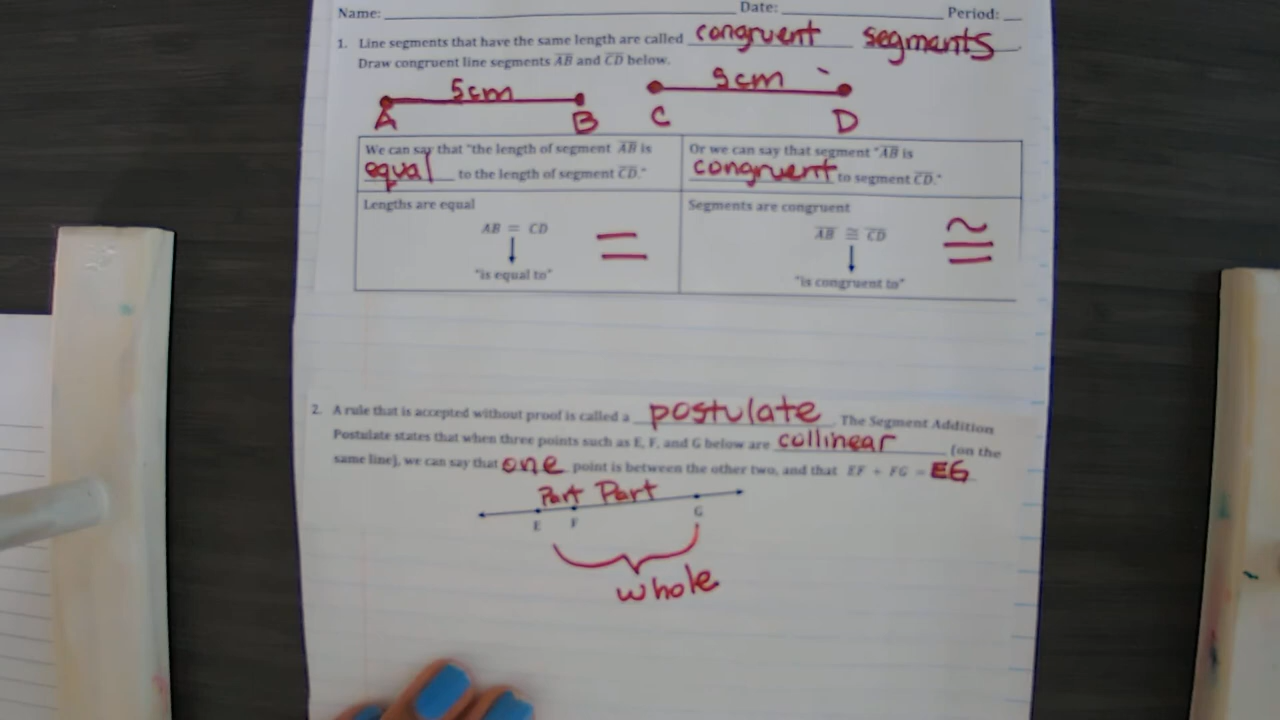 Name: Date: Period:
1. Line segments that have the same length are called congruent segments
Draw congruent line segments AB and CD below.
5cm 5cm
A B C D
We can say that "the length of segment AB is
equal to the length of segment CD."
Or we can say that segment "AB is
congruent to segment CD."
Lengths are equal
AB = CD =
"is equal to"
Segments are congruent
AB ≅ CD ≅
"is congruent to"
2. A rule that is accepted without proof is called a postulate. The Segment Addition
Postulate states that when three points such as E, F, and G below are collinear (on the
same line), we can say that one point is between the other two, and that EF + FG = EG
Part Part
E F G
whole